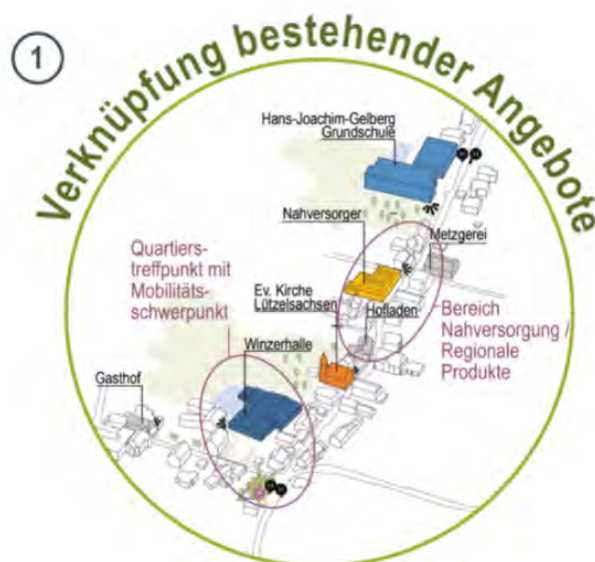 1
Verknüpfung bestehender Angebote
Hans-Joachim-Gelberg
Grundschule
Nahversorger
Metzgerei
Quartiers-
treffpunkt mit
Mobilitäts-
schwerpunkt
Ev. Kirche
Lützelsachsen
Hofladen
Bereich
Nahversorgung /
Regionale
Produkte
Winzerhalle
Gasthof